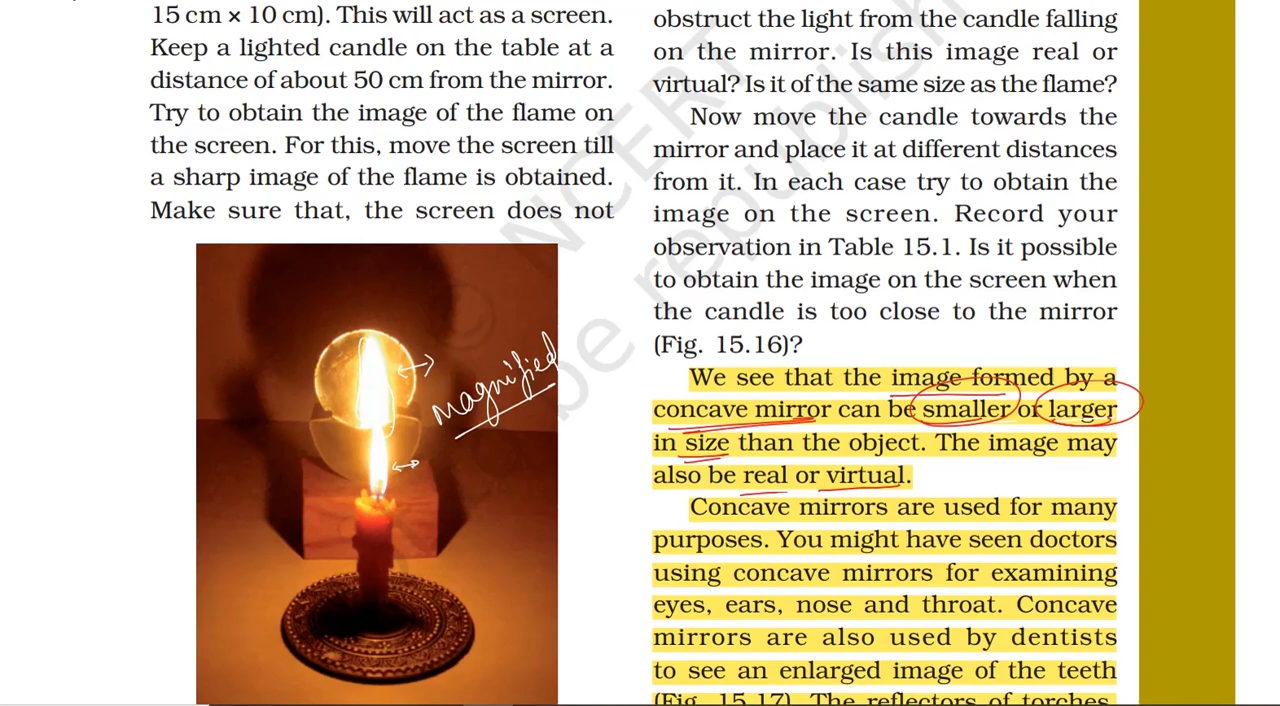 15 cm × 10 cm). This will act as a screen.
Keep a lighted candle on the table at a
distance of about 50 cm from the mirror.
Try to obtain the image of the flame on
the screen. For this, move the screen till
a sharp image of the flame is obtained.
Make sure that, the screen does not
magnified
obstruct the light from the candle falling
on the mirror. Is this image real or
virtual? Is it of the same size as the flame?
Now move the candle towards the
mirror and place it at different distances
from it. In each case try to obtain the
image on the screen. Record your
observation in Table 15.1. Is it possible
to obtain the image on the screen when
the candle is too close to the mirror
(Fig. 15.16)?
We see that the image formed by a
concave mirror can be smaller or larger
in size than the object. The image may
also be real or virtual.
Concave mirrors are used for many
purposes. You might have seen doctors
using concave mirrors for examining
eyes, ears, nose and throat. Concave
mirrors are also used by dentists
to see an enlarged image of the teeth
(Fig. 15.17). The reflectors of torches,
© NCERT
be republish